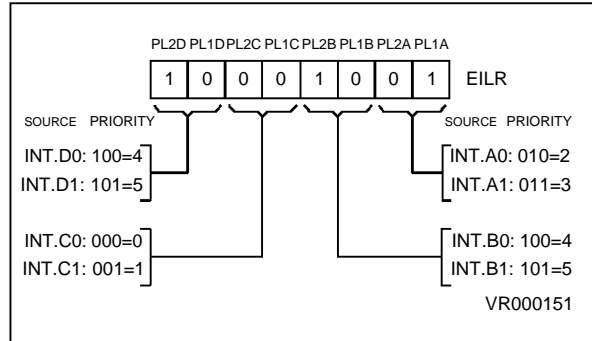 PL2D PL1D PL2C PL1C PL2B PL1B PL2A PL1A
1 0 0 0 1 0 0 1 EILR
SOURCE PRIORITY
INT.D0: 100=4
INT.D1: 101=5
INT.C0: 000=0
INT.C1: 001=1
SOURCE PRIORITY
INT.A0: 010=2
INT.A1: 011=3
INT.B0: 100=4
INT.B1: 101=5
VR000151